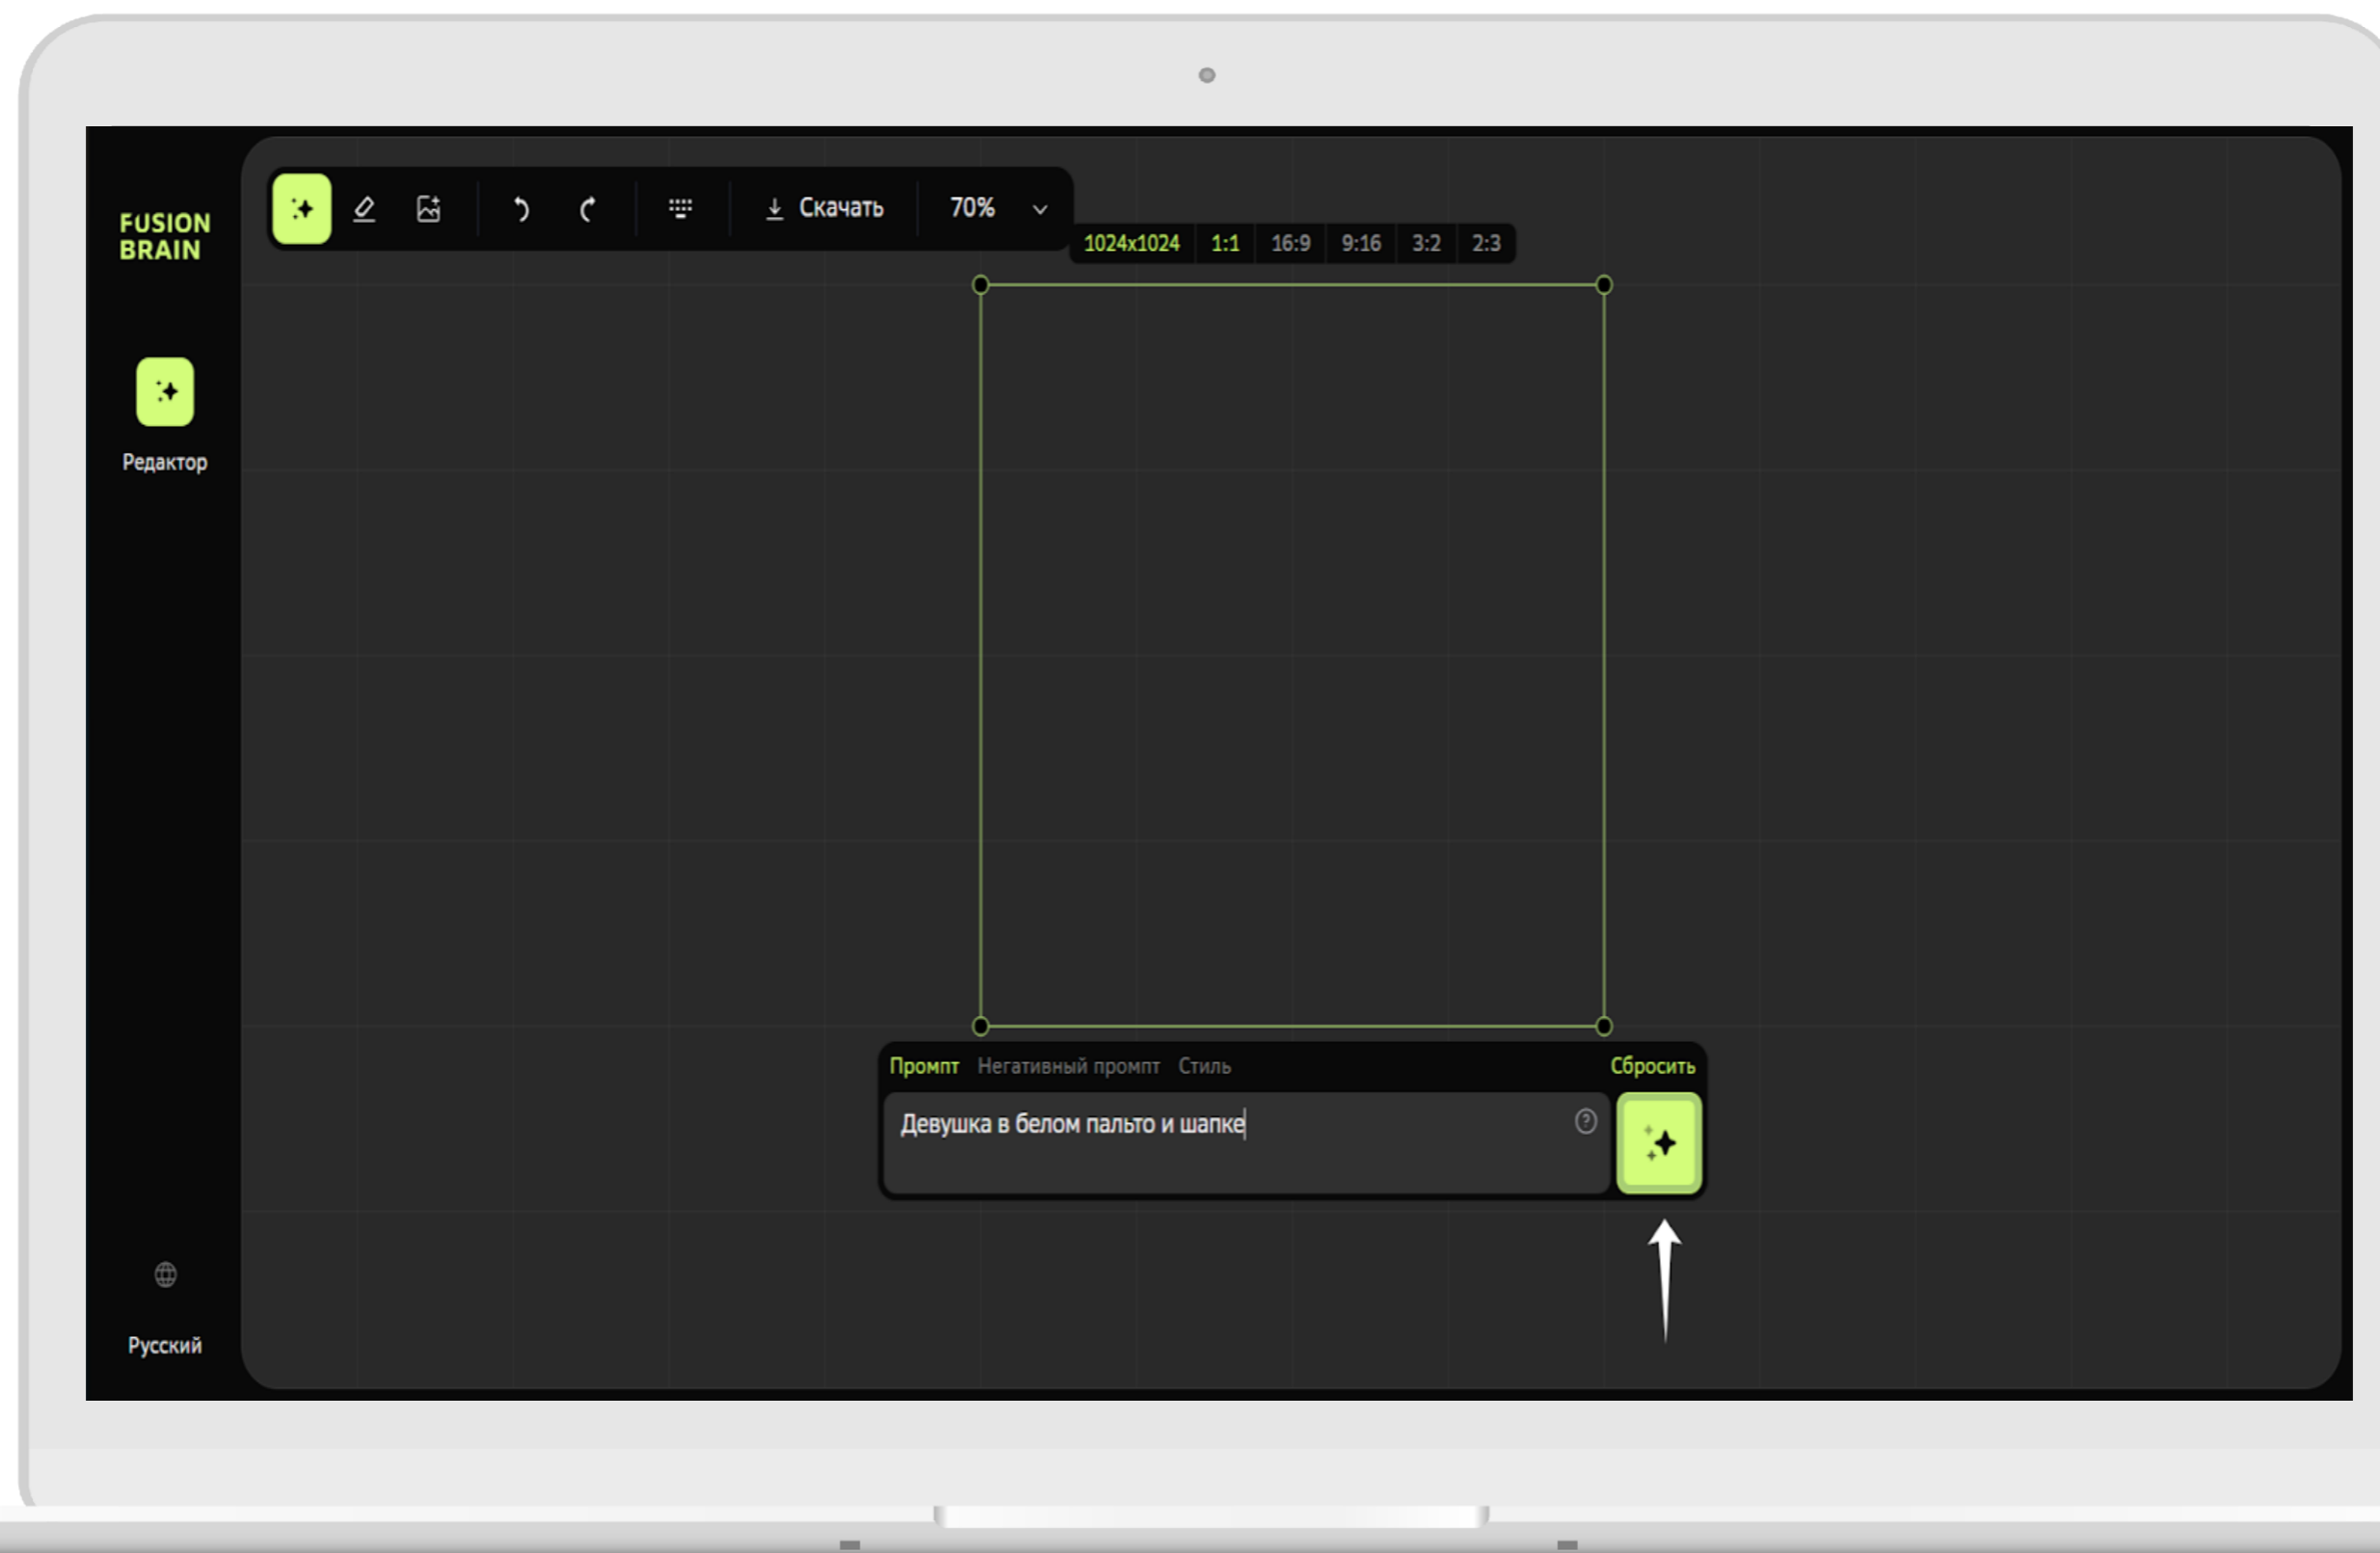 FUSION
BRAIN
Скачать 70%
1024x1024 1:1 16:9 9:16 3:2 2:3
Редактор
Промпт Негативный промпт Стиль Сбросить
Девушка в белом пальто и шапке
Русский